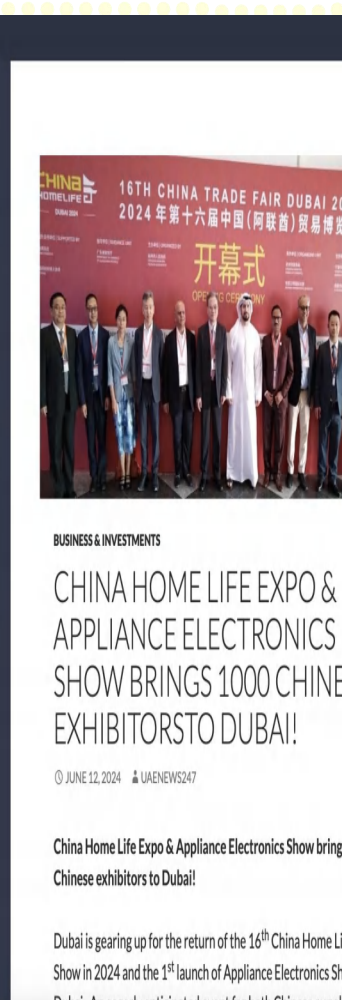 CHINA
HOMELIFE
DUBAI 2024
16TH CHINA TRADE FAIR DUBAI 20
2024年第十六届中国(阿联酋)贸易博览
开幕式
OPENING CEREMONY
BUSINESS & INVESTMENTS
CHINA HOME LIFE EXPO &
APPLIANCE ELECTRONICS
SHOW BRINGS 1000 CHINE
EXHIBITORSTO DUBAI!
JUNE 12, 2024 UAENEWS247
China Home Life Expo & Appliance Electronics Show bring
Chinese exhibitors to Dubai!
Dubai is gearing up for the return of the 16th China Home Li
Show in 2024 and the 1st launch of Appliance Electronics Sh